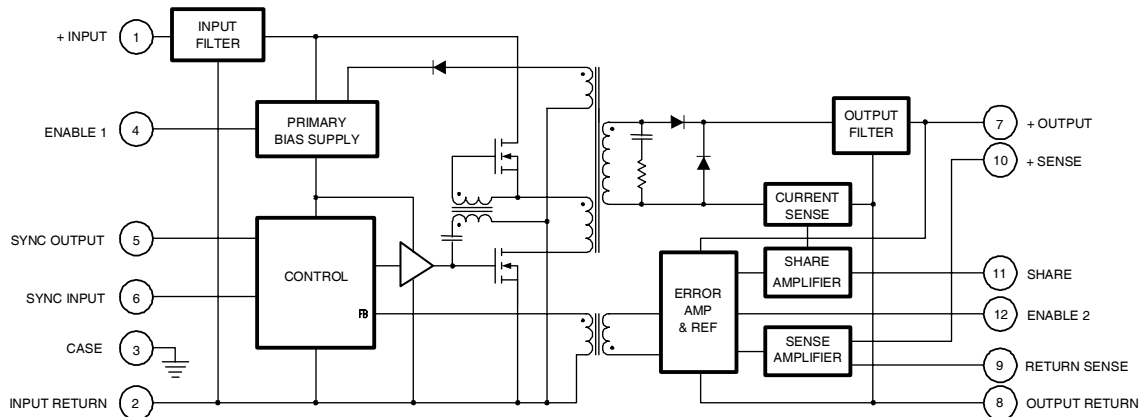 + INPUT
1
INPUT
FILTER
ENABLE 1
4
PRIMARY
BIAS SUPPLY
SYNC OUTPUT
5
SYNC INPUT
6
CONTROL
FB
CASE
3
INPUT RETURN
2
OUTPUT
FILTER
7
+ OUTPUT
10
+ SENSE
CURRENT
SENSE
SHARE
AMPLIFIER
11
SHARE
ERROR
AMP
& REF
12
ENABLE 2
SENSE
AMPLIFIER
9
RETURN SENSE
8
OUTPUT RETURN